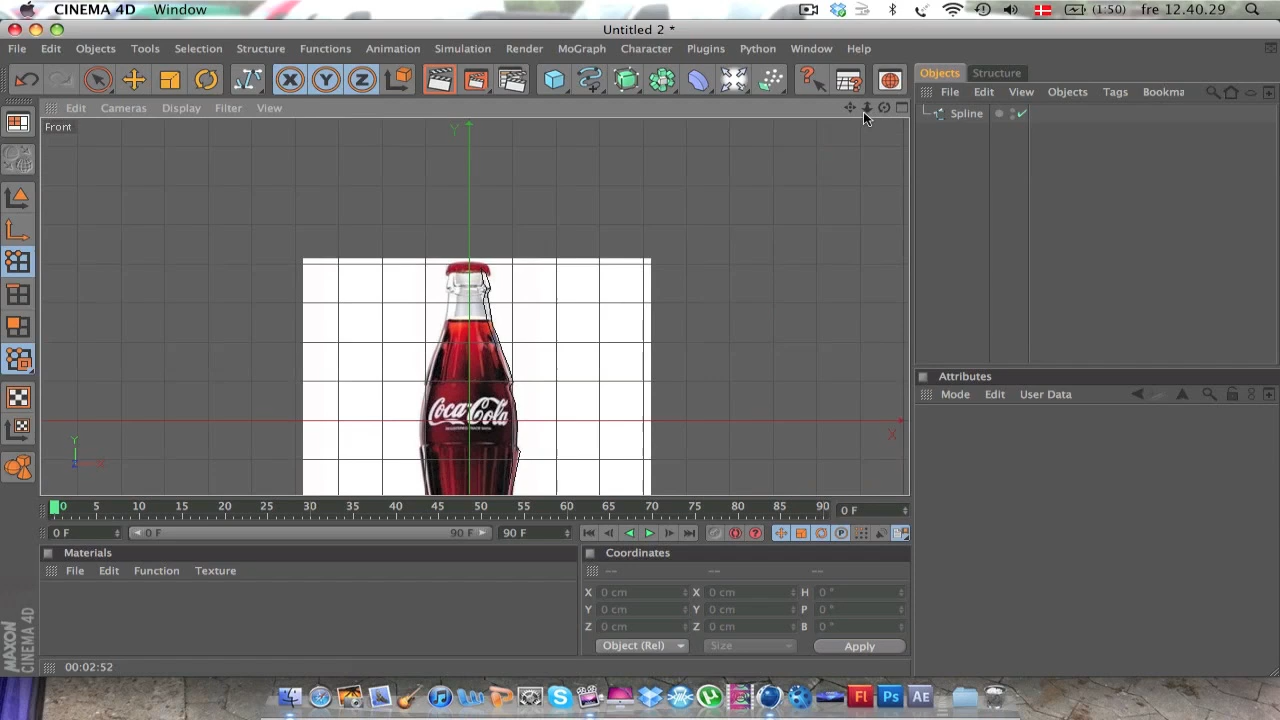 CINEMA 4D Window (1:50) fre 12.40.29
Untitled 2 *
File Edit Objects Tools Selection Structure Functions Animation Simulation Render MoGraph Character Plugins Python Window Help
X Y Z
Objects Structure
Edit Cameras Display Filter View
File Edit View Objects Tags Bookma
Front
Y
Spline
Coca-Cola
X
Y
Attributes
Mode Edit User Data
0 5 10 15 20 25 30 35 40 45 50 55 60 65 70 75 80 85 90 0 F
0 F 0 F 90 F 90 F P
Materials Coordinates
File Edit Function Texture -- -- --
X 0 cm X 0 cm H 0 °
Y 0 cm Y 0 cm P 0 °
Z 0 cm Z 0 cm B 0 °
Object (Rel) Size Apply
MAXON
CINEMA 4D
00:02:52
Fl Ps Ae